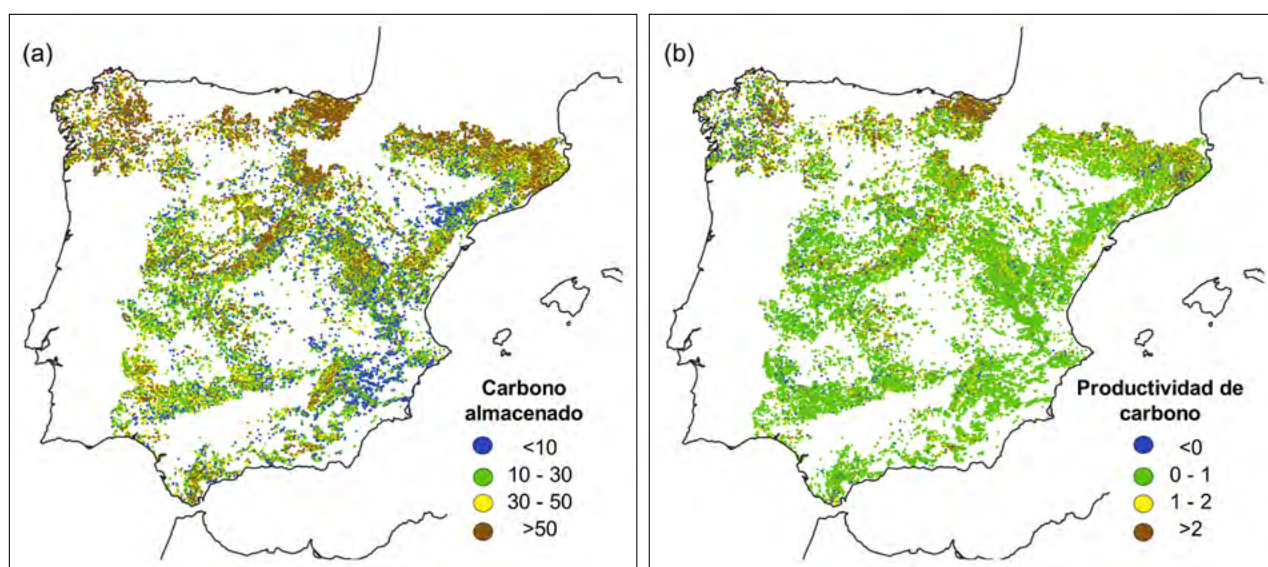 (a)
Carbono
almacenado
<10
10 - 30
30 - 50
>50
(b)
Productividad de
carbono
<0
0 - 1
1 - 2
>2